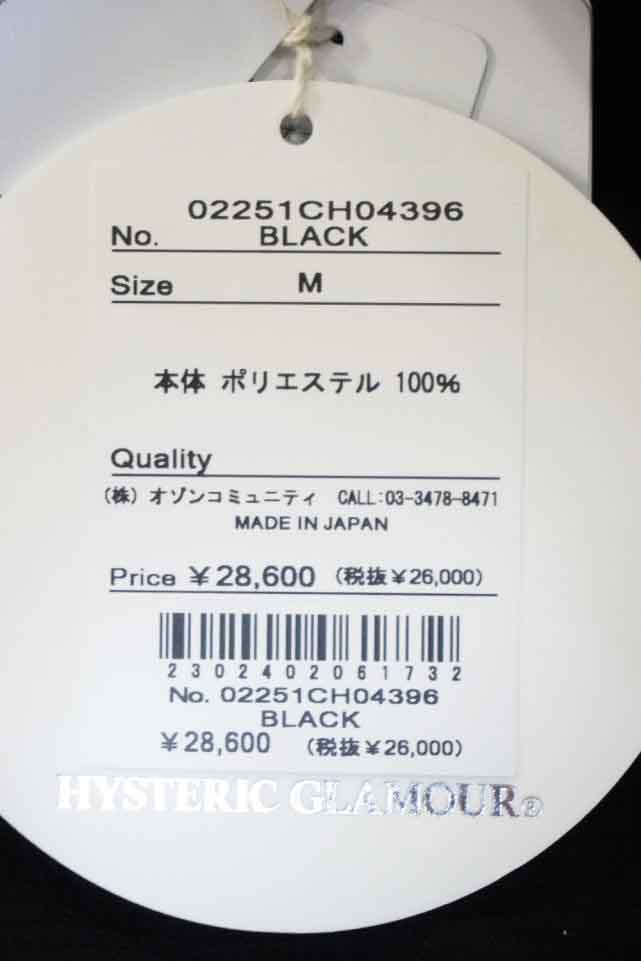 02251CH04396
No. BLACK
Size M
本体 ポリエステル 100%
Quality
(株) オゾンコミュニティ CALL:03-3478-8471
MADE IN JAPAN
Price ¥28,600 (税抜¥26,000)
2302402061732
No. 02251CH04396
BLACK
¥28,600 (税抜¥26,000)
HYSTERIC GLAMOUR®